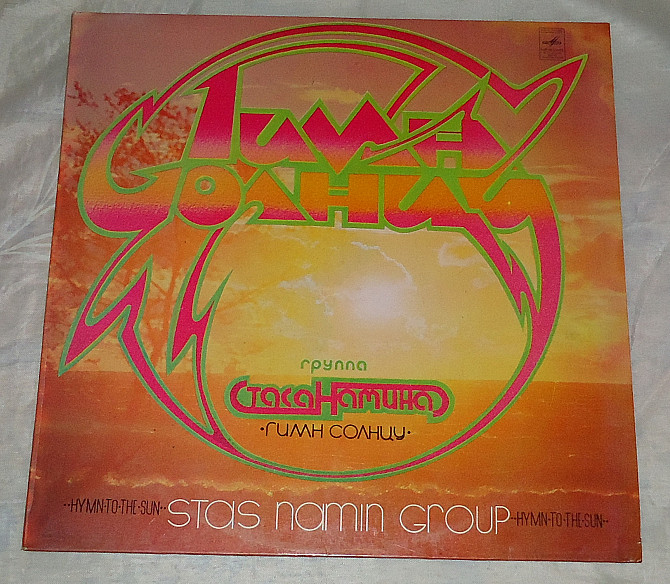 Гимн
Солнцу
группа
Стаса Намина
·ГИМН СОЛНЦУ·
··HYMN·TO·THE·SUN·· STAS NAMIN GROUP ··HYMN·TO·THE·SUN··